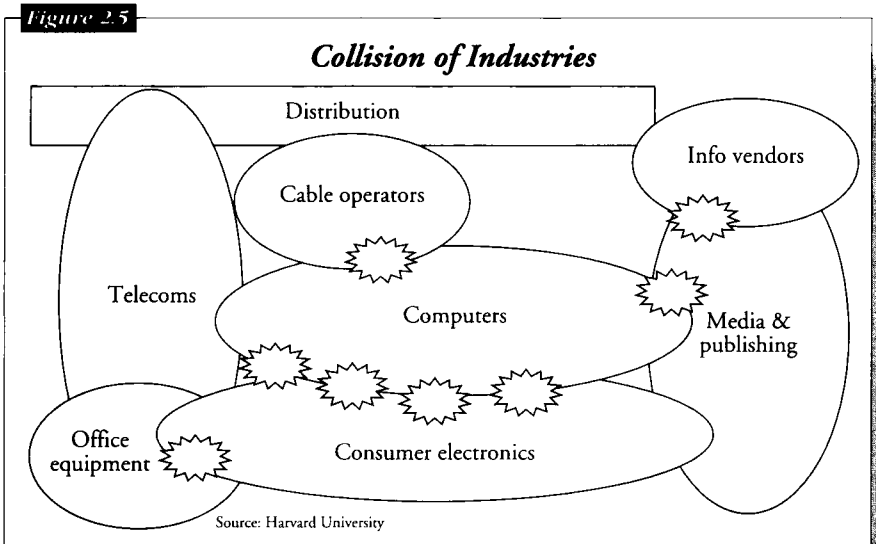 Figure 2.5
Collision of Industries
Distribution
Info vendors
Cable operators
Telecoms
Computers
Media &
publishing
Office
equipment
Consumer electronics
Source: Harvard University